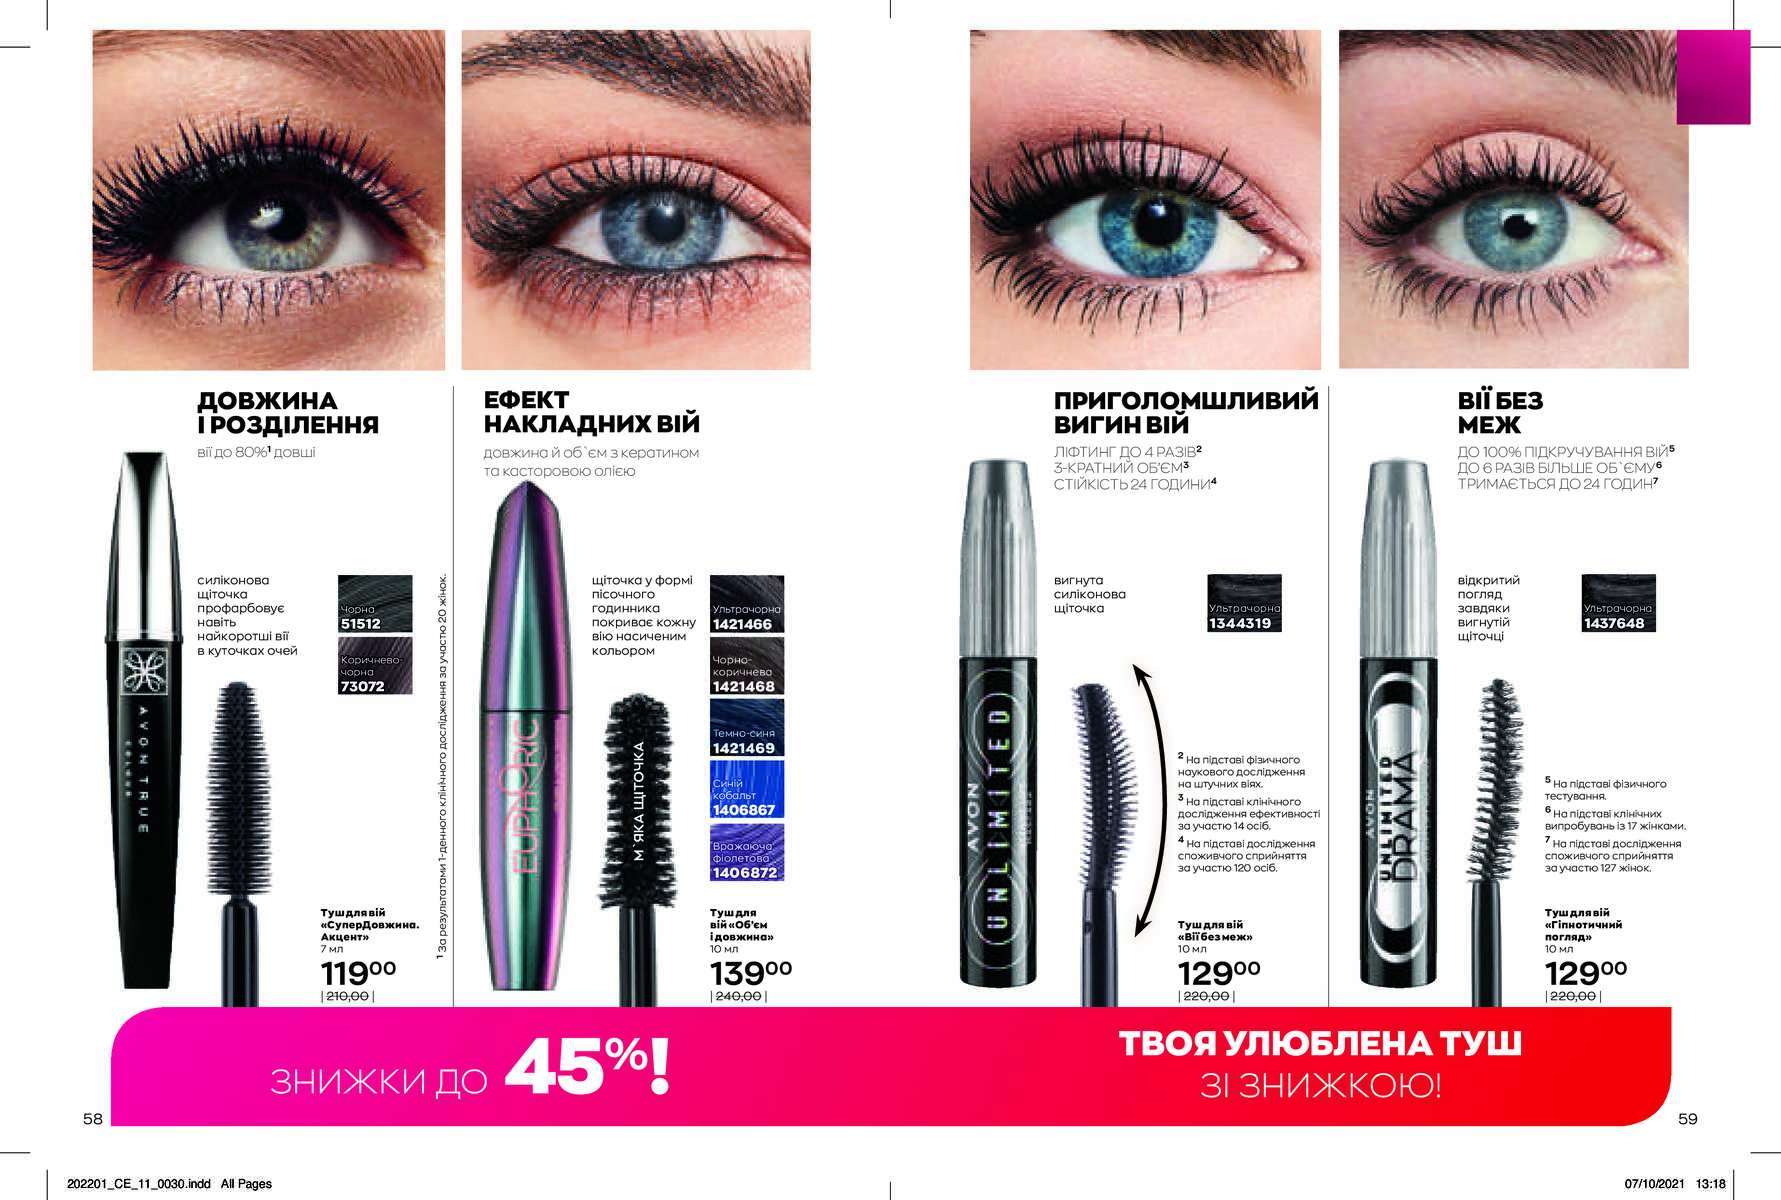 ДОВЖИНА
І РОЗДІЛЕННЯ
вії до 80%¹ довші
силіконова
щіточка
профарбовує
навіть
найкоротші вії
в куточках очей
Чорна
51512
Коричнево-
чорна
73072
¹ За результатами 1-денного клінічного дослідження за участю 20 жінок.
AVON TRUE
COLOUR
Туш для вій
«СуперДовжина.
Акцент»
7 мл
119⁰⁰
| 210,00 |
ЕФЕКТ
НАКЛАДНИХ ВІЙ
довжина й об`єм з кератином
та касторовою олією
щіточка у формі
пісочного
годинника
покриває кожну
вію насиченим
кольором
Ультрачорна
1421466
Чорно-
коричнева
1421468
Темно-синя
1421469
Синій
кобальт
1406867
Вражаюча
фіолетова
1406872
EUPHORIC
М`ЯКА ЩІТОЧКА
Туш для
вій «Об'єм
і довжина»
10 мл
139⁰⁰
| 240,00 |
ПРИГОЛОМШЛИВИЙ
ВИГИН ВІЙ
ЛІФТИНГ ДО 4 РАЗІВ²
3-КРАТНИЙ ОБ'ЄМ³
СТІЙКІСТЬ 24 ГОДИНИ⁴
вигнута
силіконова
щіточка
Ультрачорна
1344319
AVON
UNLIMITED
² На підставі фізичного
наукового дослідження
на штучних віях.
³ На підставі клінічного
дослідження ефективності
за участю 14 осіб.
⁴ На підставі дослідження
споживчого сприйняття
за участю 120 осіб.
Туш для вій
«Вії без меж»
10 мл
129⁰⁰
| 220,00 |
ВІЇ БЕЗ
МЕЖ
ДО 100% ПІДКРУЧУВАННЯ ВІЙ⁵
ДО 6 РАЗІВ БІЛЬШЕ ОБ`ЄМУ⁶
ТРИМАЄТЬСЯ ДО 24 ГОДИН⁷
відкритий
погляд
завдяки
вигнутій
щіточці
Ультрачорна
1437648
AVON
UNLIMITED
DRAMA
⁵ На підставі фізичного
тестування.
⁶ На підставі клінічних
випробувань із 17 жінками.
⁷ На підставі дослідження
споживчого сприйняття
за участю 127 жінок.
Туш для вій
«Гіпнотичний
погляд»
10 мл
129⁰⁰
| 220,00 |
ЗНИЖКИ ДО 45%!
ТВОЯ УЛЮБЛЕНА ТУШ
ЗІ ЗНИЖКОЮ!
58
59
202201_CE_11_0030.indd All Pages
07/10/2021 13:18